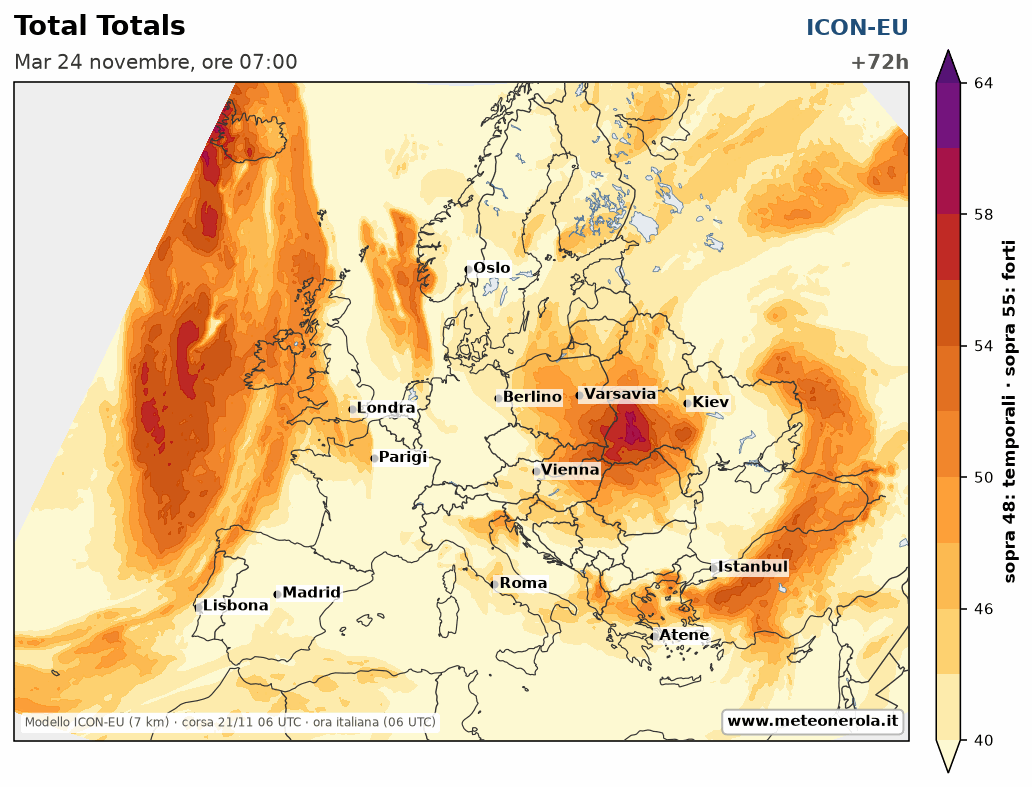 Total Totals
ICON-EU
Mar 24 novembre, ore 07:00
+72h
64
58
54
50
46
40
sopra 48: temporali · sopra 55: forti
Oslo
Berlino
Varsavia
Kiev
Londra
Parigi
Vienna
Istanbul
Roma
Madrid
Lisbona
Atene
Modello ICON-EU (7 km) · corsa 21/11 06 UTC · ora italiana (06 UTC)
www.meteonerola.it